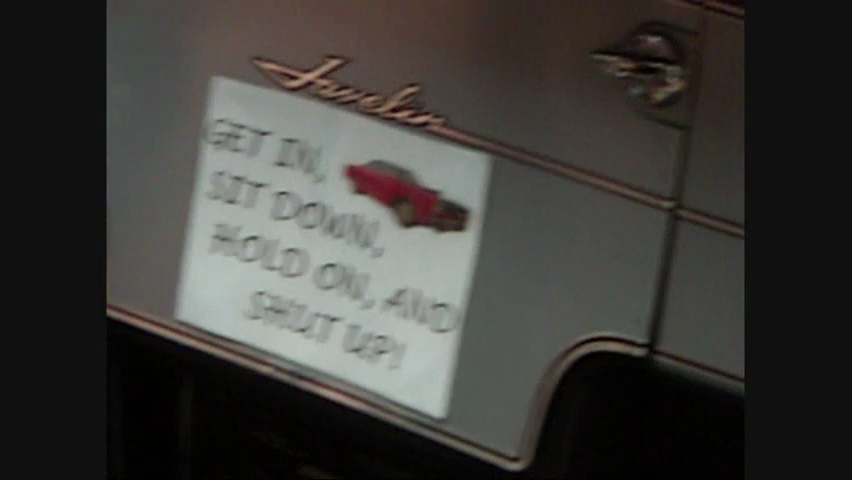 Javelin
GET IN,
SIT DOWN,
HOLD ON, AND
SHUT UP!